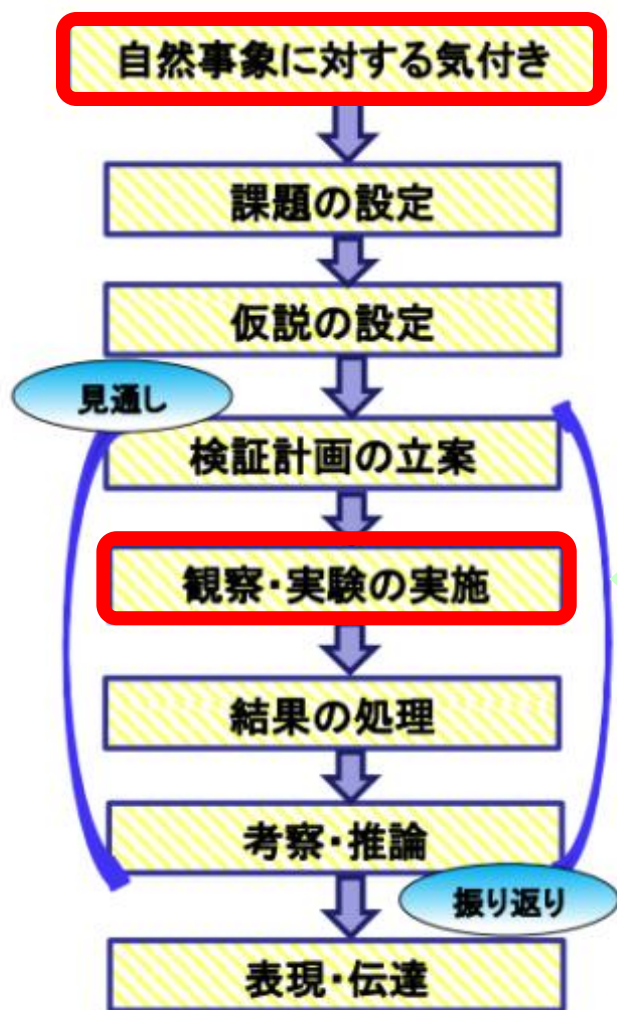 自然事象に対する気付き
課題の設定
仮説の設定
見通し
検証計画の立案
観察・実験の実施
結果の処理
考察・推論
振り返り
表現・伝達